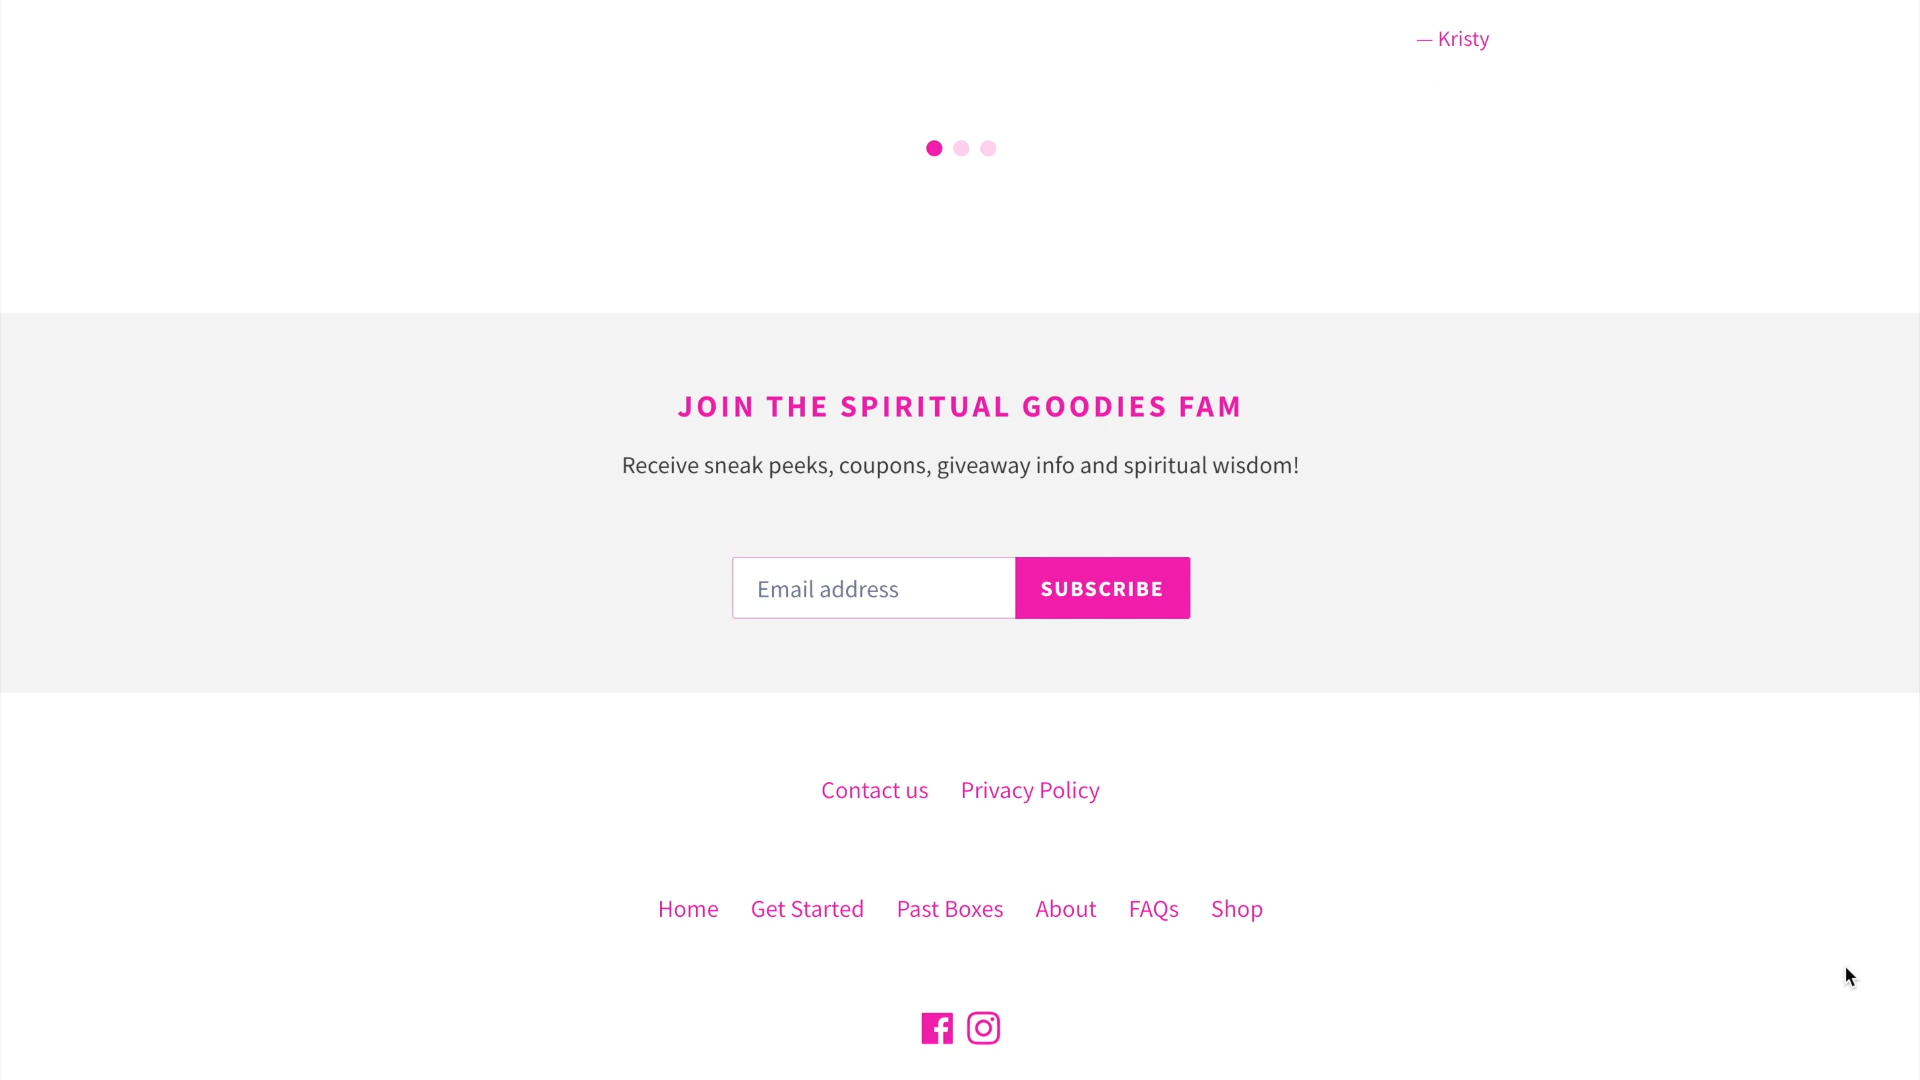 — Kristy
JOIN THE SPIRITUAL GOODIES FAM
Receive sneak peeks, coupons, giveaway info and spiritual wisdom!
Email address SUBSCRIBE
Contact us Privacy Policy
Home Get Started Past Boxes About FAQs Shop